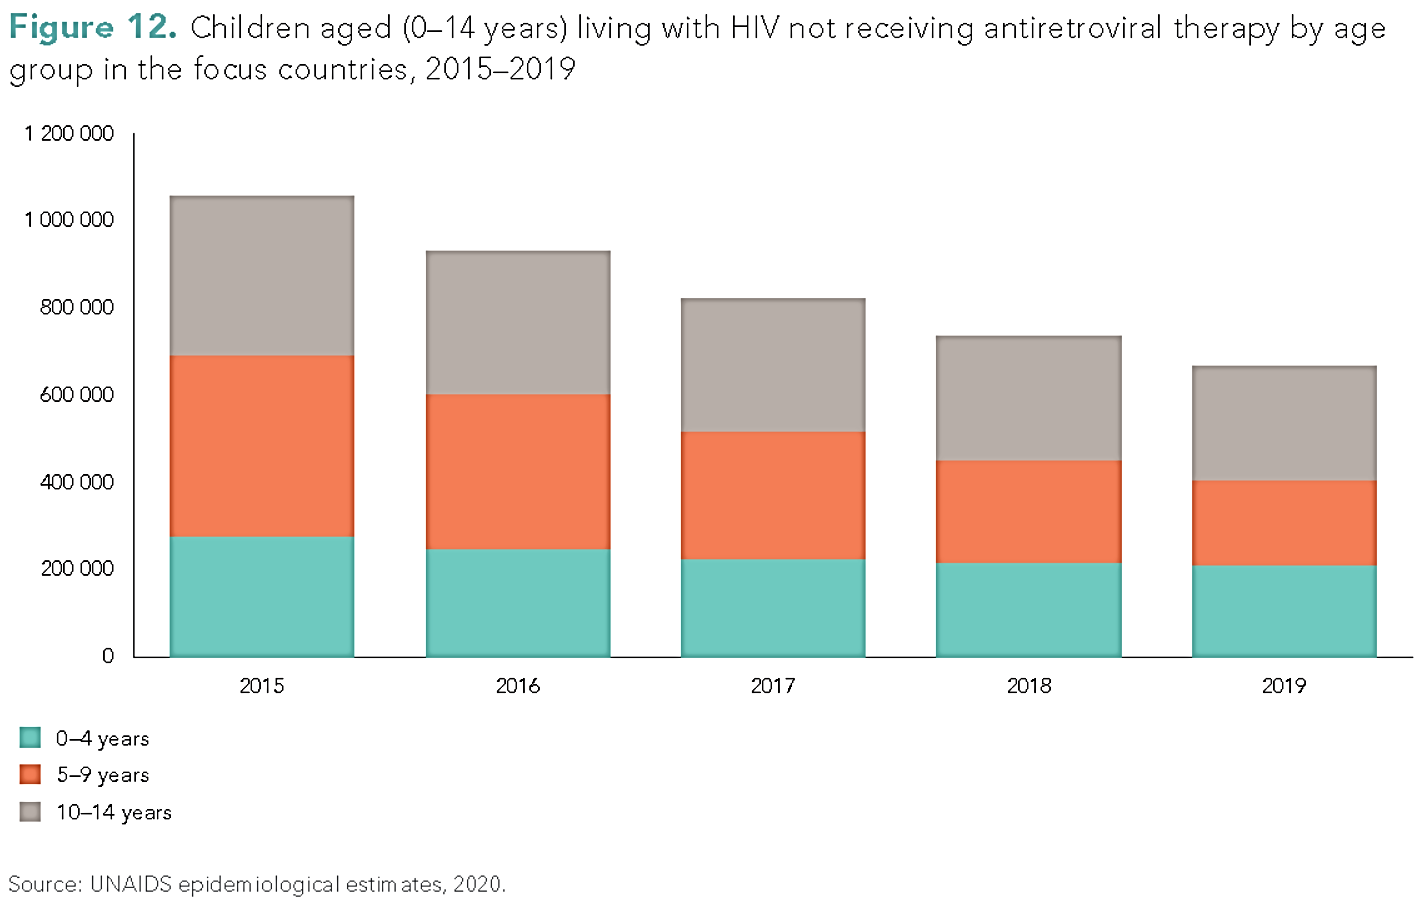 Figure 12. Children aged (0–14 years) living with HIV not receiving antiretroviral therapy by age
group in the focus countries, 2015–2019
1 200 000
1 000 000
800 000
600 000
400 000
200 000
0
2015 2016 2017 2018 2019
0–4 years
5–9 years
10–14 years
Source: UNAIDS epidemiological estimates, 2020.